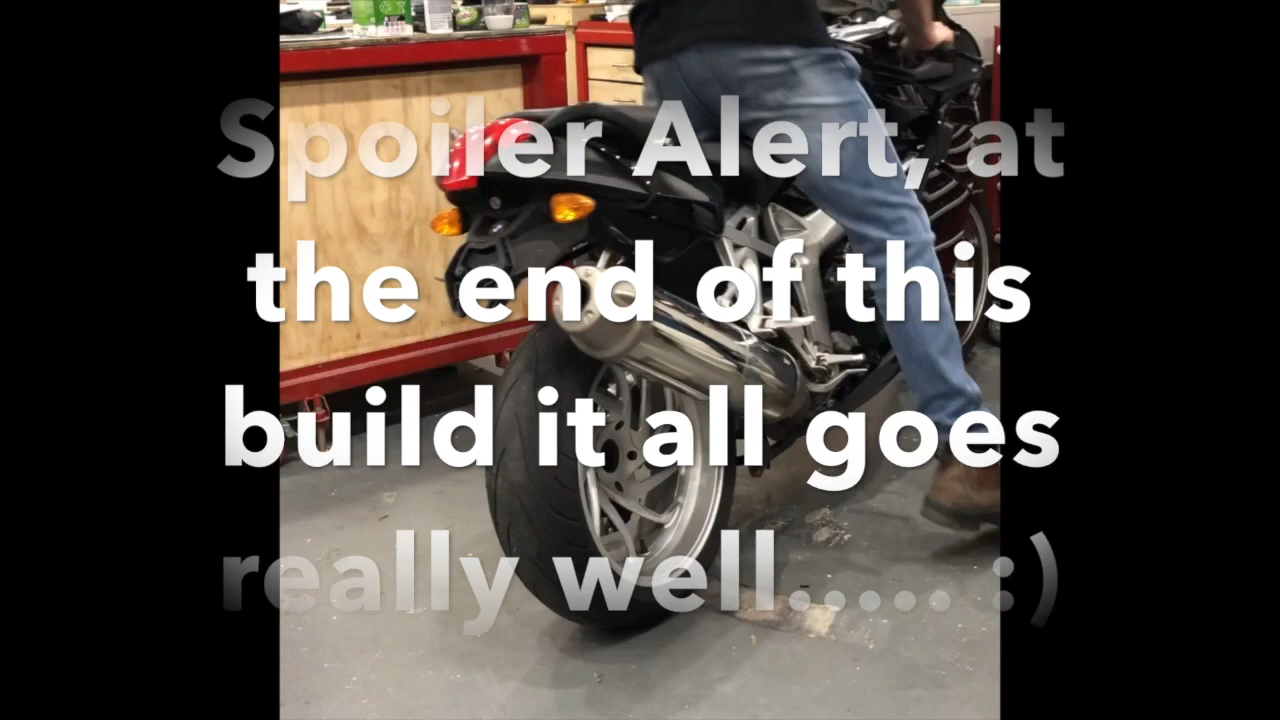 Spoiler Alert, at
the end of this
build it all goes
really well..... :)